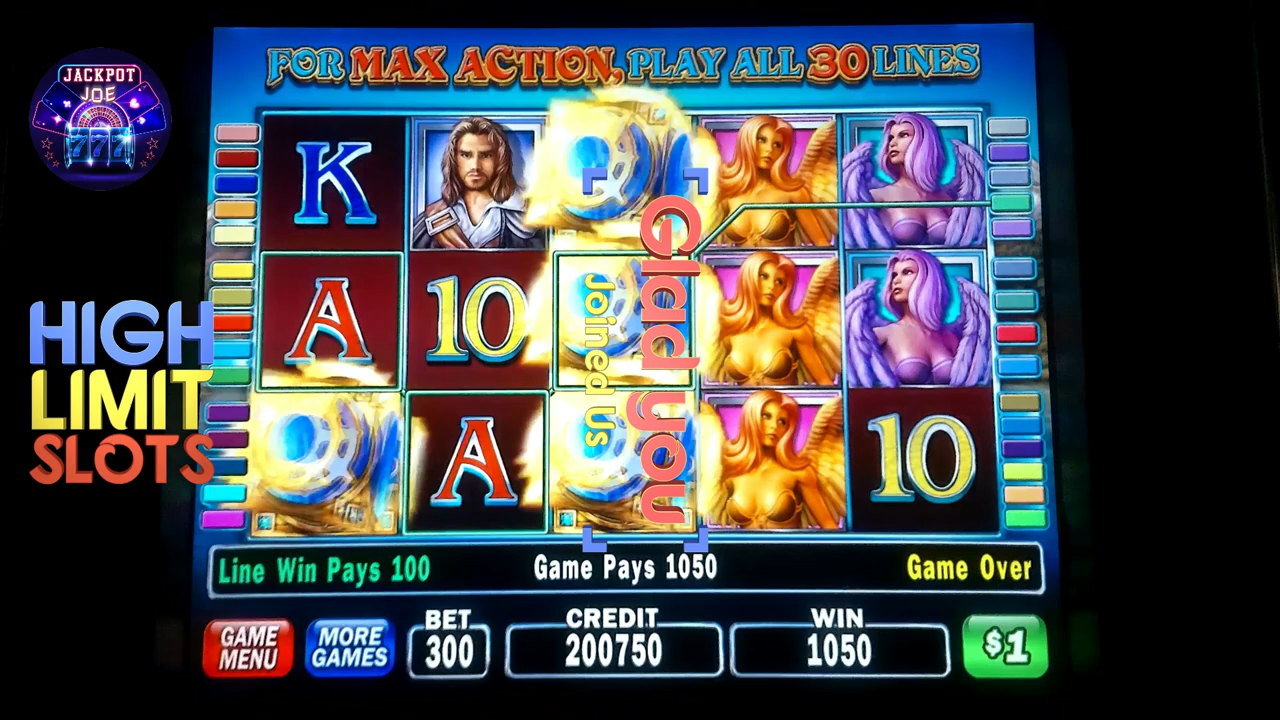 FOR MAX ACTION, PLAY ALL 30 LINES
JACKPOT
JOE
777
K
A
10
A
10
Glad you
Joined Us
HIGH
LIMIT
SLOTS
Line Win Pays 100
Game Pays 1050
Game Over
GAME
MENU
MORE
GAMES
BET
300
CREDIT
200750
WIN
1050
$1